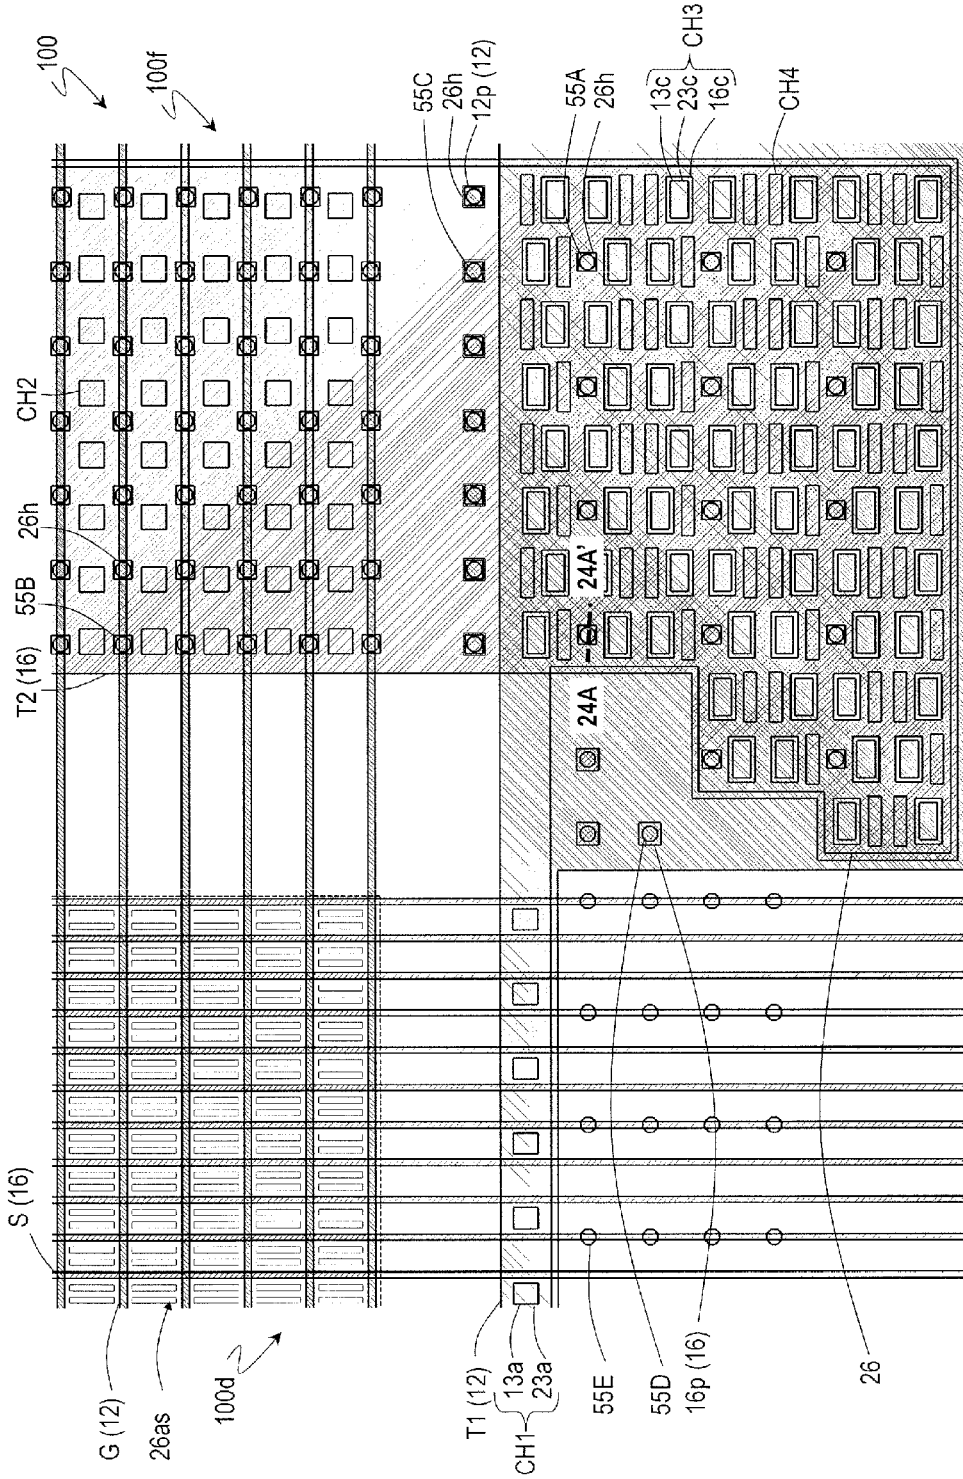 100
100f
55C
26h
12p (12)
55A
26h
13c
23c
16c
CH3
CH4
CH2
26h
55B
T2 (16)
24A'
24A
S (16)
G (12)
26as
100d
T1 (12)
13a
23a
CH1
55E
55D
16p (16)
26